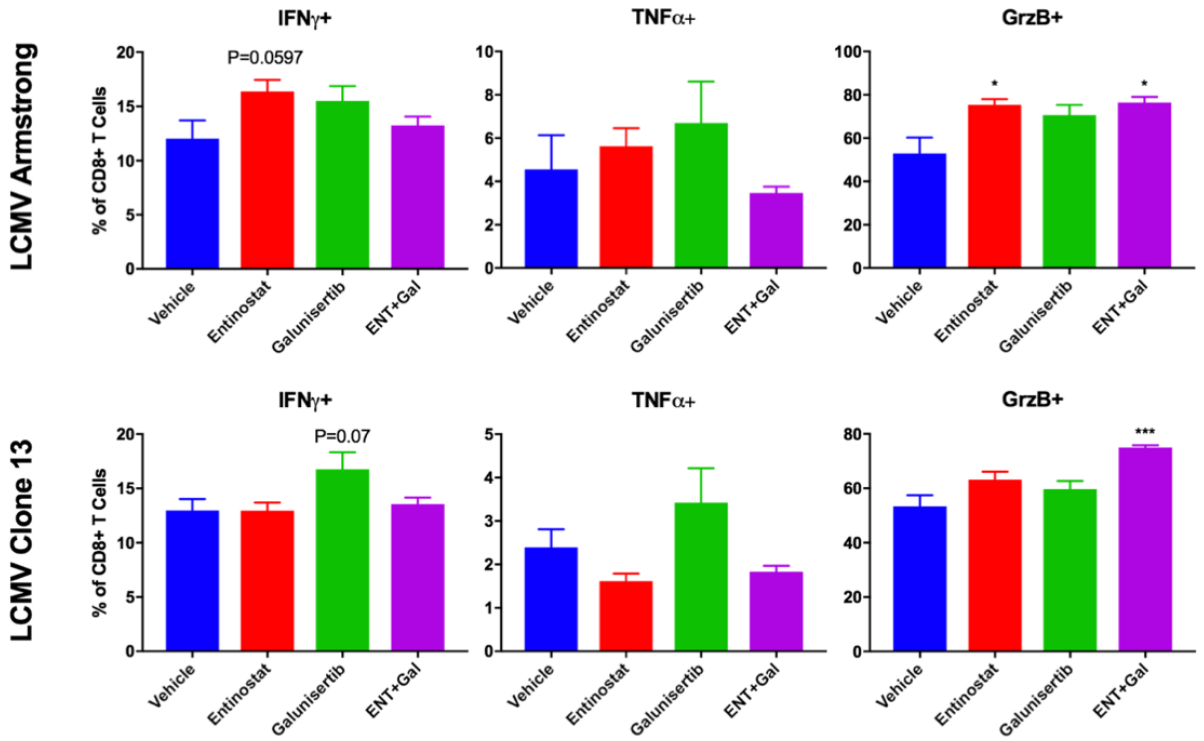 LCMV Armstrong
IFNγ+
% of CD8+ T Cells
20
15
10
5
0
P=0.0597
Vehicle
Entinostat
Galunisertib
ENT+Gal
TNFα+
10
8
6
4
2
0
Vehicle
Entinostat
Galunisertib
ENT+Gal
GrzB+
100
80
60
40
20
0
*
*
Vehicle
Entinostat
Galunisertib
ENT+Gal
LCMV Clone 13
IFNγ+
% of CD8+ T Cells
20
15
10
5
0
P=0.07
Vehicle
Entinostat
Galunisertib
ENT+Gal
TNFα+
5
4
3
2
1
0
Vehicle
Entinostat
Galunisertib
ENT+Gal
GrzB+
80
60
40
20
0
***
Vehicle
Entinostat
Galunisertib
ENT+Gal